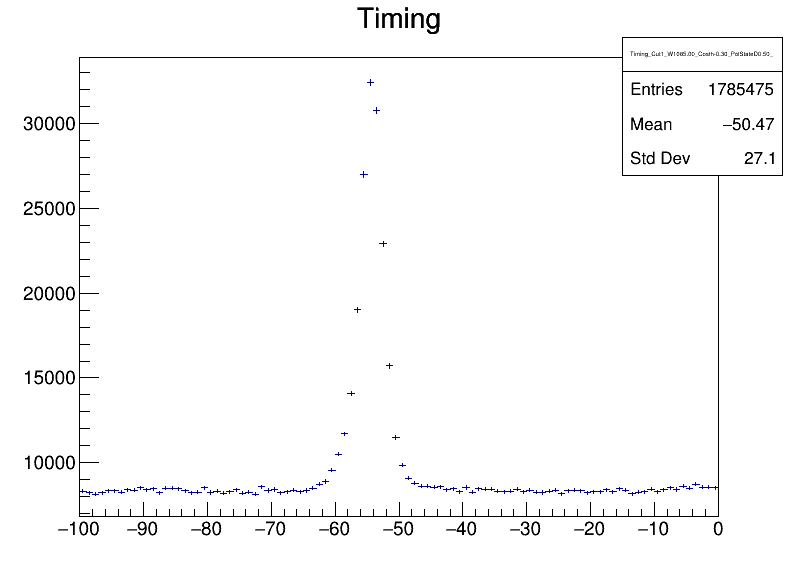 Timing
Timing_Cut1_W1085.00_Costh-0.30_PolStateD0.50_
Entries 1785475
Mean −50.47
Std Dev 27.1
30000
25000
20000
15000
10000
−100 −90 −80 −70 −60 −50 −40 −30 −20 −10 0